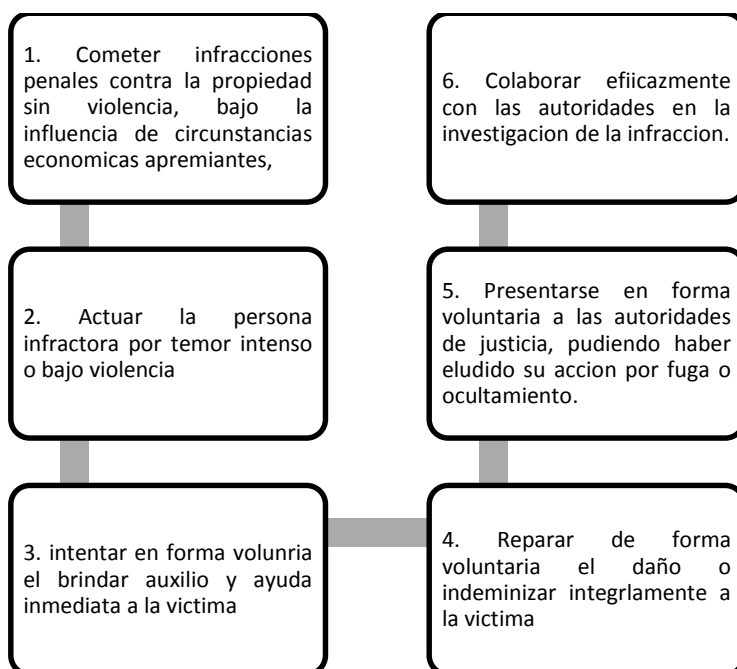 1. Cometer infracciones
penales contra la propiedad
sin violencia, bajo la
influencia de circunstancias
economicas apremiantes,
2. Actuar la persona
infractora por temor intenso
o bajo violencia
3. intentar en forma volunria
el brindar auxilio y ayuda
inmediata a la victima
4. Reparar de forma
voluntaria el daño o
indeminizar integrlamente a
la victima
5. Presentarse en forma
voluntaria a las autoridades
de justicia, pudiendo haber
eludido su accion por fuga o
ocultamiento.
6. Colaborar efiicazmente
con las autoridades en la
investigacion de la infraccion.